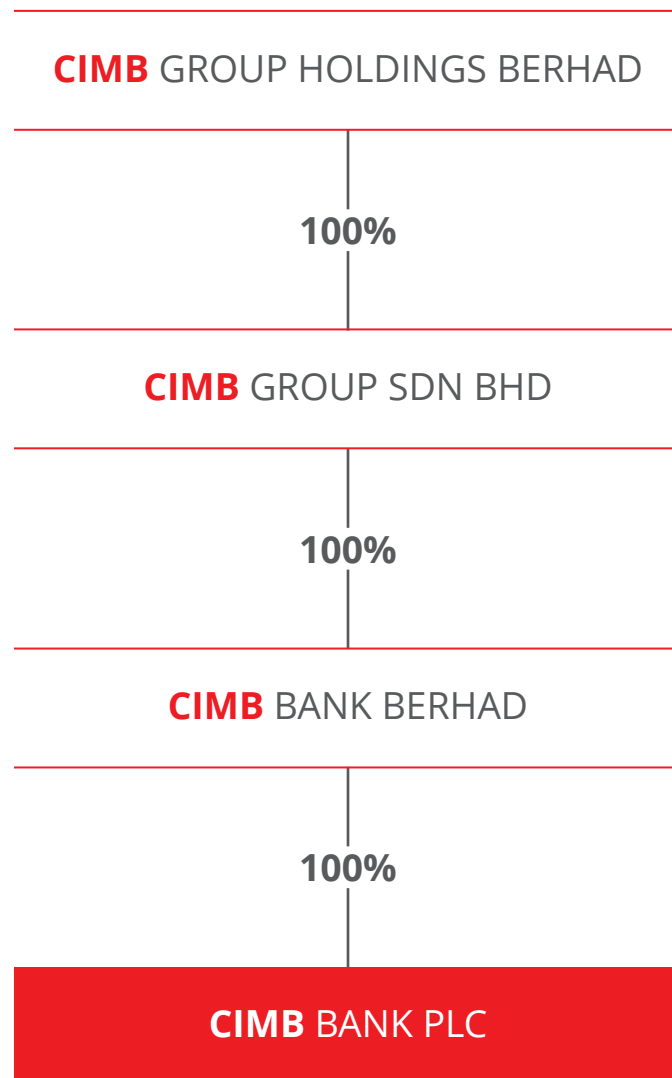 CIMB GROUP HOLDINGS BERHAD
100%
CIMB GROUP SDN BHD
100%
CIMB BANK BERHAD
100%
CIMB BANK PLC